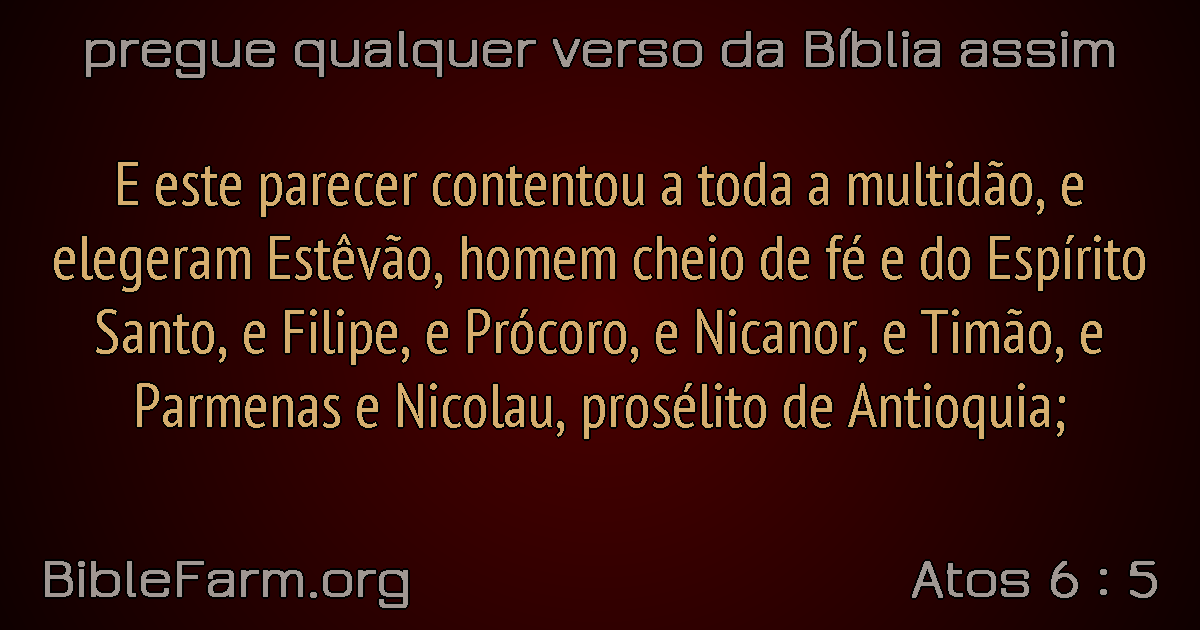 pregue qualquer verso da Bíblia assim
E este parecer contentou a toda a multidão, e
elegeram Estêvão, homem cheio de fé e do Espírito
Santo, e Filipe, e Prócoro, e Nicanor, e Timão, e
Parmenas e Nicolau, prosélito de Antioquia;
BibleFarm.org
Atos 6 : 5